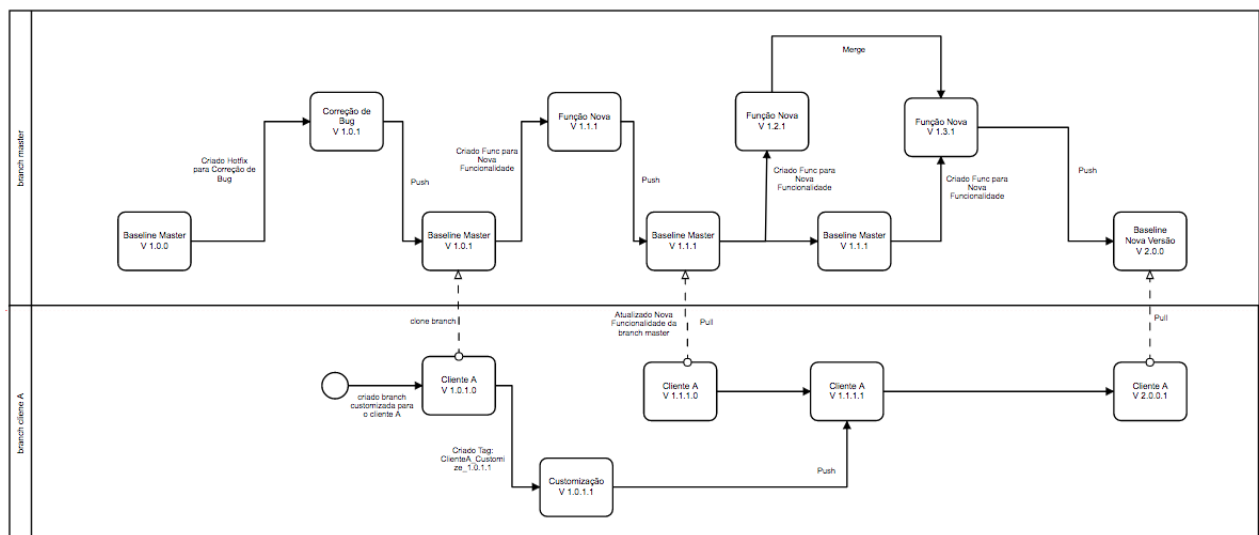 branch master
Merge
Correção de
Bug
V 1.0.1
Função Nova
V 1.1.1
Função Nova
V 1.2.1
Função Nova
V 1.3.1
Criado Hotfix
para Correção de
Bug
Push
Criado Func para
Nova
Funcionalidade
Push
Criado Func para
Nova
Funcionalidade
Criado Func para
Nova
Funcionalidade
Push
Baseline Master
V 1.0.0
Baseline Master
V 1.0.1
Baseline Master
V 1.1.1
Baseline Master
V 1.1.1
Baseline
Nova Versão
V 2.0.0
branch cliene A
clone branch
Atualizado Nova
Funcionalidade da
branch master
Pull
Pull
criado branch
customizada para
o cliente A
Cliente A
V 1.0.1.0
Cliente A
V 1.1.1.0
Cliente A
V 1.1.1.1
Cliente A
V 2.0.0.1
Criado Tag:
ClienteA_Customi
ze_1.0.1.1
Customização
V 1.0.1.1
Push